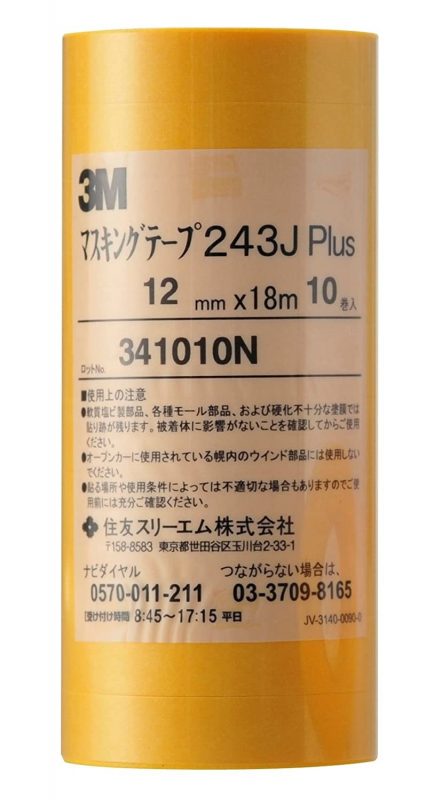 3M
マスキングテープ 243J Plus
12 mm x18m 10巻入
ロットNo. 341010N
■使用上の注意
●軟質塩ビ製部品、各種モール部品、および硬化不十分な塗膜では
貼り跡が残ります。被着体に影響がないことを確認してからご使用
ください。
●オープンカーに使用されている幌内のウインド部品には使用しない
でください。
●貼る場所や使用条件によっては不適切な場合もありますのでご使
用前には充分ご確認ください。
住友スリーエム株式会社
〒158-8583 東京都世田谷区玉川台2-33-1
ナビダイヤル つながらない場合は、
0570-011-211 03-3709-8165
[受け付け時間] 8:45〜17:15 平日
JV-3140-0090-0